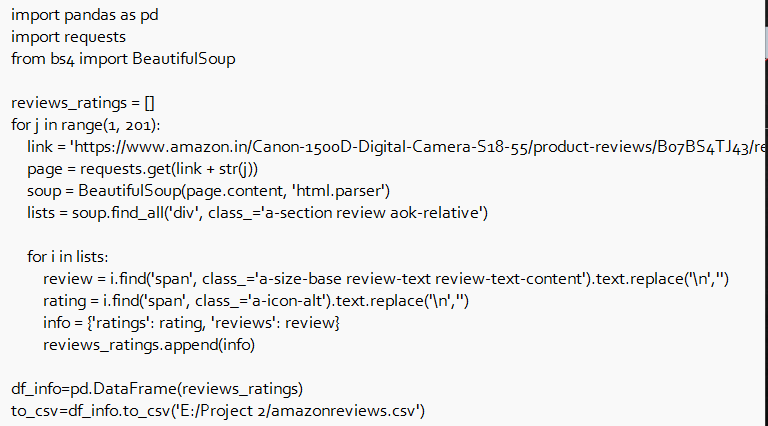 import pandas as pd
import requests
from bs4 import BeautifulSoup
reviews_ratings = []
for j in range(1, 201):
link = 'https://www.amazon.in/Canon-1500D-Digital-Camera-S18-55/product-reviews/B07BS4TJ43/re
page = requests.get(link + str(j))
soup = BeautifulSoup(page.content, 'html.parser')
lists = soup.find_all('div', class_='a-section review aok-relative')
for i in lists:
review = i.find('span', class_='a-size-base review-text review-text-content').text.replace('\n','')
rating = i.find('span', class_='a-icon-alt').text.replace('\n','')
info = {'ratings': rating, 'reviews': review}
reviews_ratings.append(info)
df_info=pd.DataFrame(reviews_ratings)
to_csv=df_info.to_csv('E:/Project 2/amazonreviews.csv')